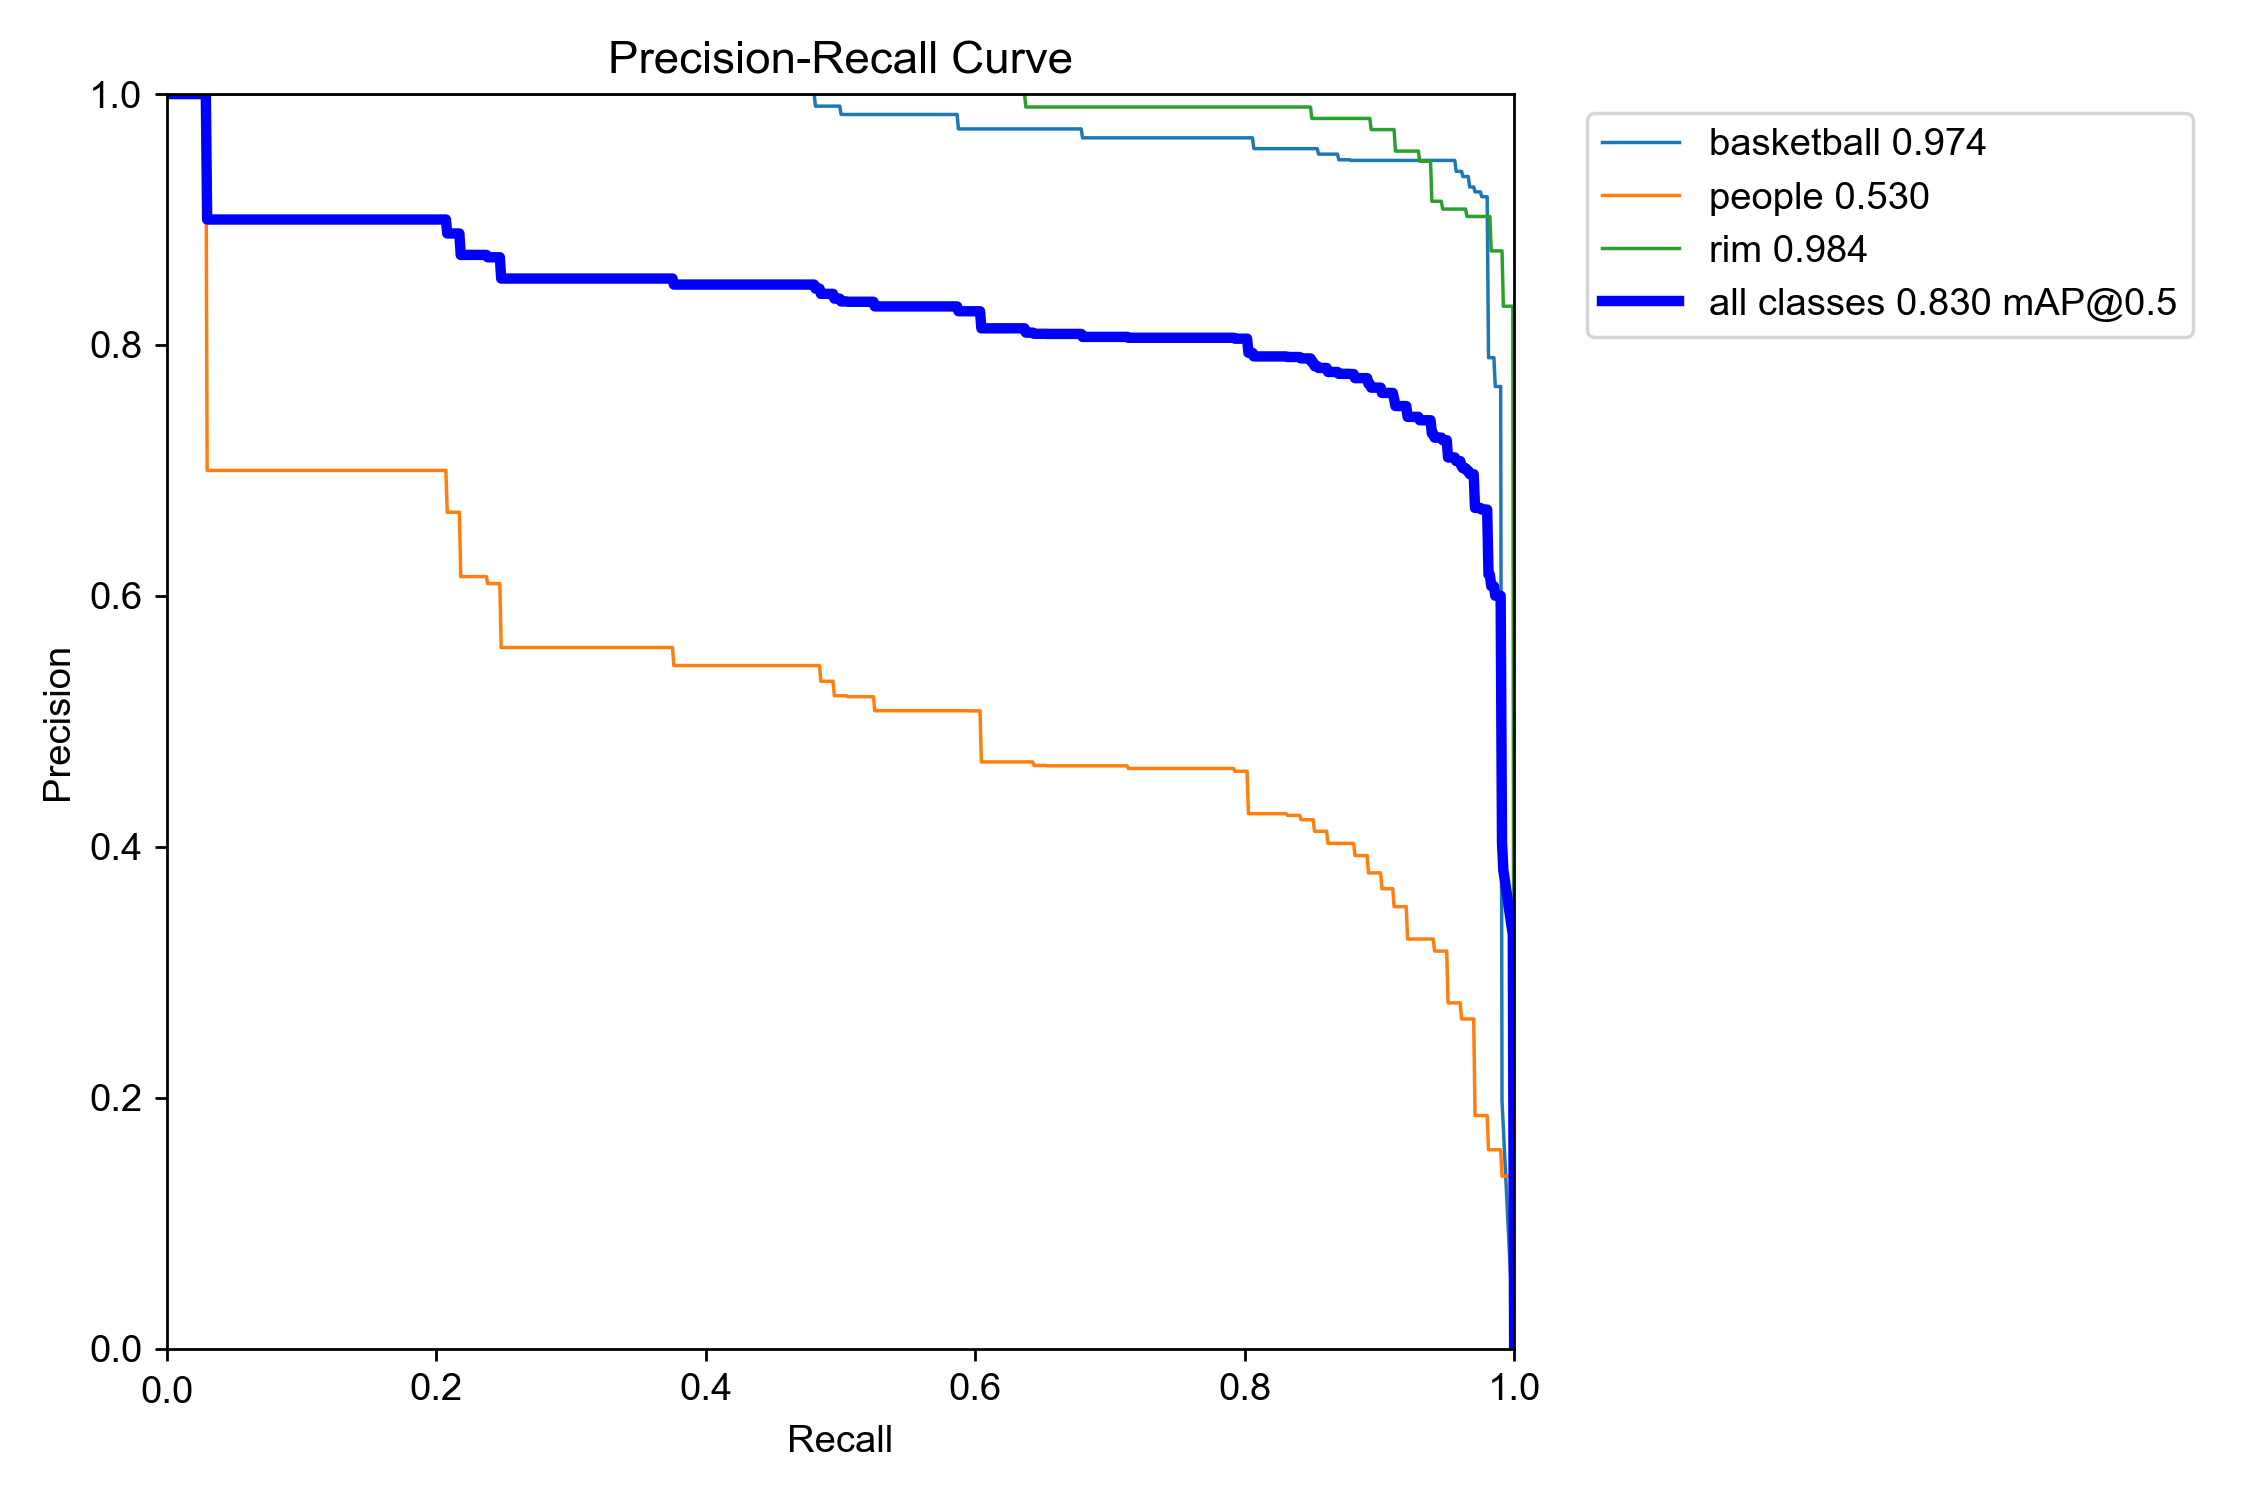 Precision-Recall Curve
1.0
0.8
0.6
0.4
0.2
0.0
Precision
0.0 0.2 0.4 0.6 0.8 1.0
Recall
basketball 0.974
people 0.530
rim 0.984
all classes 0.830 mAP@0.5